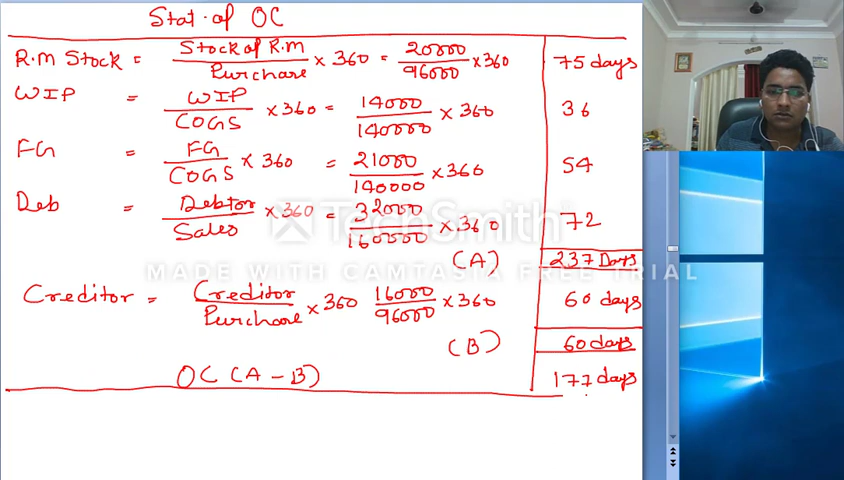 Stat. of OC
R.m Stock = Stock of R.m / Purchase × 360 = 20000 / 96000 × 360 75 days
WIP = WIP / COGS × 360 = 14000 / 140000 × 360 36
FG = FG / COGS × 360 = 21000 / 140000 × 360 54
Deb = Debtor / Sales × 360 = 32000 / 160000 × 360 72
TechSmith
(A) 237 Days
MADE WITH CAMTASIA FREE TRIAL
Creditor = Creditor / Purchase × 360 16000 / 96000 × 360 60 days
(B) 60 days
OC (A - B) 177 days